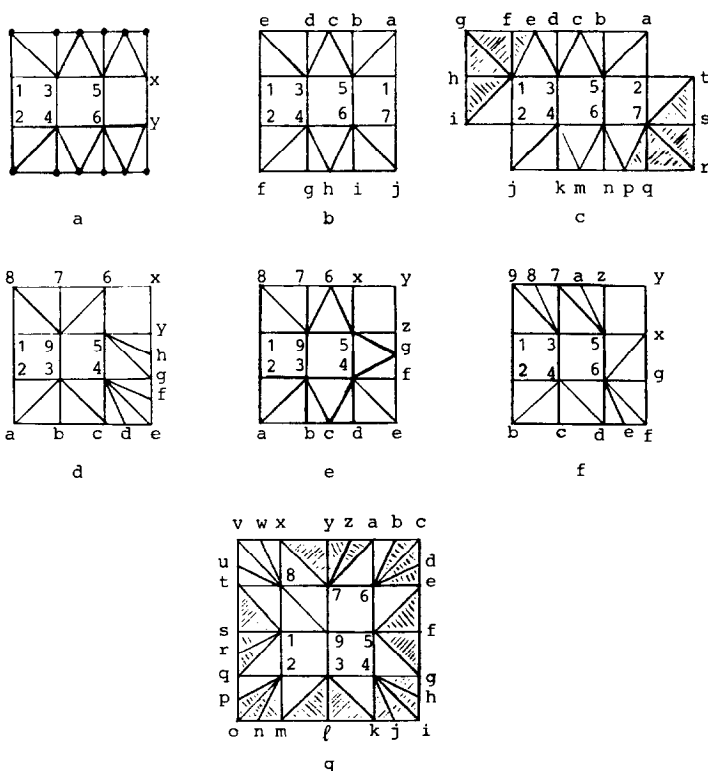 1 3 5 x
2 4 6 y
a
e d c b a
1 3 5 1
2 4 6 7
f g h i j
b
g f e d c b a
h 1 3 5 2 t
i 2 4 6 7 s
r
j k m n p q
c
8 7 6 x
y
1 9 5 h
2 3 4 g
f
a b c d e
d
8 7 6 x y
z
1 9 5 g
2 3 4 f
a b c d e
e
9 8 7 a z y
1 3 5 x
2 4 6 g
b c d e f
f
v w x y z a b c
u d
t 8 7 6 e
s f
r 1 9 5
q 2 3 4 g
p h
o n m ℓ k j i
g